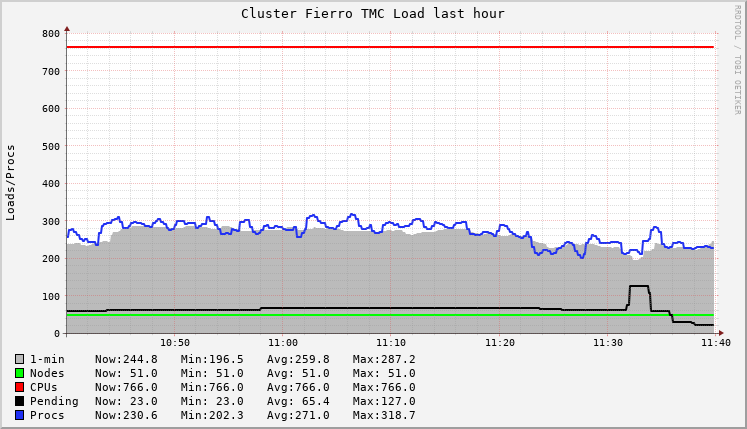 Cluster Fierro TMC Load last hour
RRDTOOL / TOBI OETIKER
Loads/Procs
800
700
600
500
400
300
200
100
0
10:50 11:00 11:10 11:20 11:30 11:40
1-min Now:244.8 Min:196.5 Avg:259.8 Max:287.2
Nodes Now: 51.0 Min: 51.0 Avg: 51.0 Max: 51.0
CPUs Now:766.0 Min:766.0 Avg:766.0 Max:766.0
Pending Now: 23.0 Min: 23.0 Avg: 65.4 Max:127.0
Procs Now:230.6 Min:202.3 Avg:271.0 Max:318.7